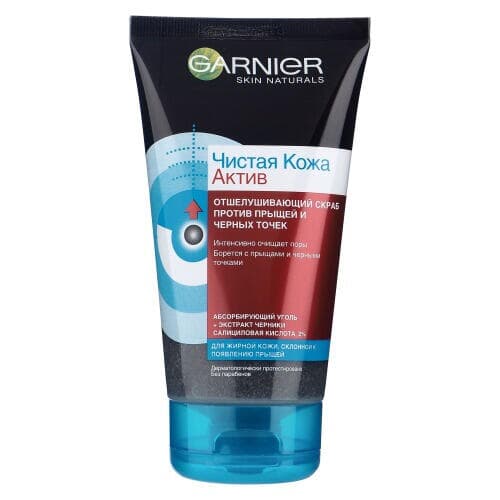 GARNIER
SKIN NATURALS
Чистая Кожа
Актив
ОТШЕЛУШИВАЮЩИЙ СКРАБ
ПРОТИВ ПРЫЩЕЙ И
ЧЕРНЫХ ТОЧЕК
Интенсивно очищает поры
Борется с прыщами и черными
точками
АБСОРБИРУЮЩИЙ УГОЛЬ
+ ЭКСТРАКТ ЧЕРНИКИ
САЛИЦИЛОВАЯ КИСЛОТА, 2%
ДЛЯ ЖИРНОЙ КОЖИ, СКЛОННОЙ К
ПОЯВЛЕНИЮ ПРЫЩЕЙ
Дерматологически протестировано
Без парабенов